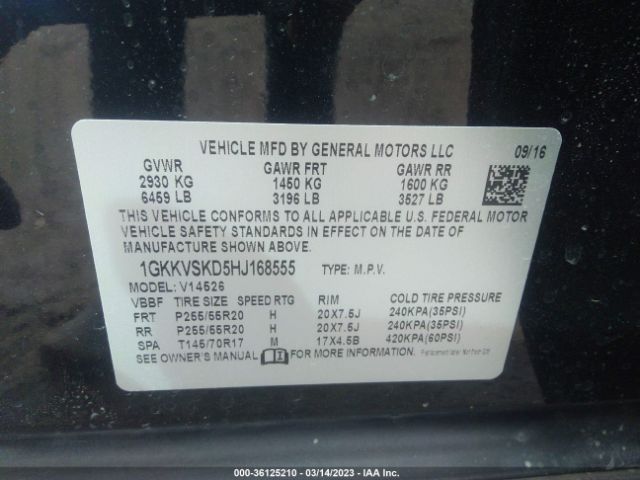 VEHICLE MFD BY GENERAL MOTORS LLC 09/16
GVWR GAWR FRT GAWR RR
2930 KG 1450 KG 1600 KG
6459 LB 3196 LB 3527 LB
THIS VEHICLE CONFORMS TO ALL APPLICABLE U.S. FEDERAL MOTOR
VEHICLE SAFETY STANDARDS IN EFFECT ON THE DATE OF
MANUFACTURE SHOWN ABOVE.
1GKKVSKD5HJ168555 TYPE: M.P.V.
MODEL: V14526
VBBF TIRE SIZE SPEED RTG RIM COLD TIRE PRESSURE
FRT P255/55R20 H 20X7.5J 240KPA(35PSI)
RR P255/55R20 H 20X7.5J 240KPA(35PSI)
SPA T145/70R17 M 17X4.5B 420KPA(60PSI)
SEE OWNER'S MANUAL FOR MORE INFORMATION. Replacement label
000-36125210 - 03/14/2023 - IAA Inc.